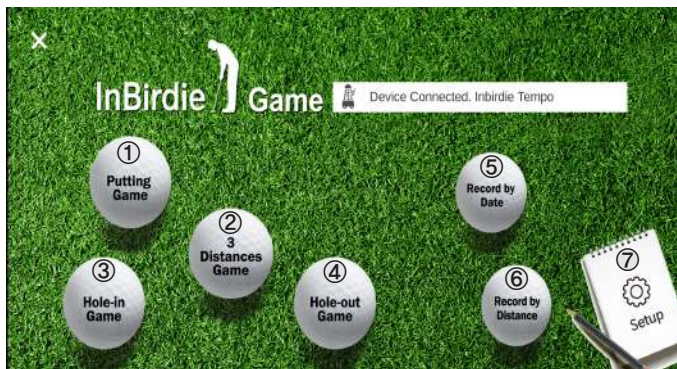 ×
InBirdie Game
Device Connected. Inbirdie Tempo
①
Putting
Game
②
3
Distances
Game
③
Hole-in
Game
④
Hole-out
Game
⑤
Record by
Date
⑥
Record by
Distance
⑦
Setup